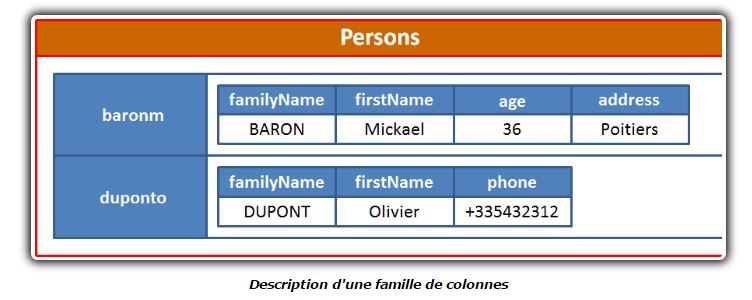 Persons
familyName firstName age address
baronm
BARON Mickael 36 Poitiers
familyName firstName phone
duponto
DUPONT Olivier +335432312
Description d'une famille de colonnes